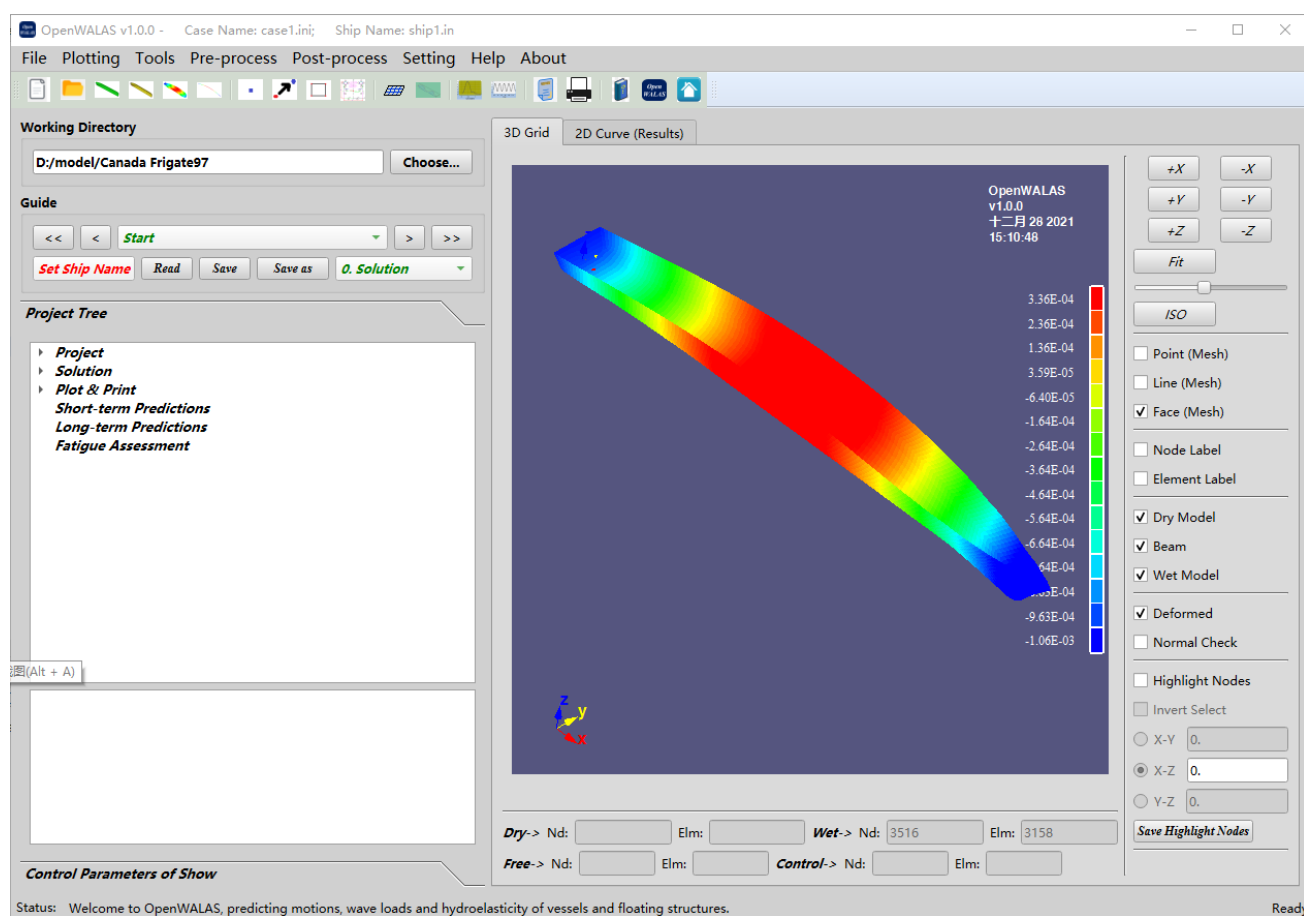 OpenWALAS v1.0.0 - Case Name: case1.ini; Ship Name: ship1.in
File Plotting Tools Pre-process Post-process Setting Help About
Working Directory
D:/model/Canada Frigate97
Choose...
Guide
<< < Start > >>
Set Ship Name Read Save Save as 0. Solution
Project Tree
Project
Solution
Plot & Print
Short-term Predictions
Long-term Predictions
Fatigue Assessment
图(Alt + A)
Control Parameters of Show
3D Grid 2D Curve (Results)
OpenWALAS
v1.0.0
十二月 28 2021
15:10:48
3.36E-04
2.36E-04
1.36E-04
3.59E-05
-6.40E-05
-1.64E-04
-2.64E-04
-3.64E-04
-4.64E-04
-5.64E-04
-6.64E-04
64E-04
E-04
-9.63E-04
-1.06E-03
z
y
x
Dry-> Nd: Elm: Wet-> Nd: 3516 Elm: 3158
Free-> Nd: Elm: Control-> Nd: Elm:
+X -X
+Y -Y
+Z -Z
Fit
ISO
Point (Mesh)
Line (Mesh)
Face (Mesh)
Node Label
Element Label
Dry Model
Beam
Wet Model
Deformed
Normal Check
Highlight Nodes
Invert Select
X-Y 0.
X-Z 0.
Y-Z 0.
Save Highlight Nodes
Status: Welcome to OpenWALAS, predicting motions, wave loads and hydroelasticity of vessels and floating structures.
Ready